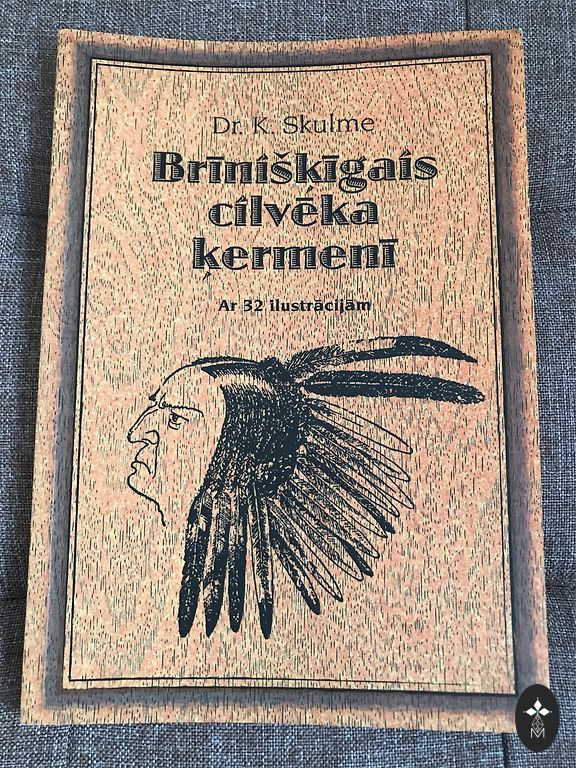 Dr. K. Skulme
Brīnišķīgais
cilvēka
ķermenī
Ar 32 ilustrācijām